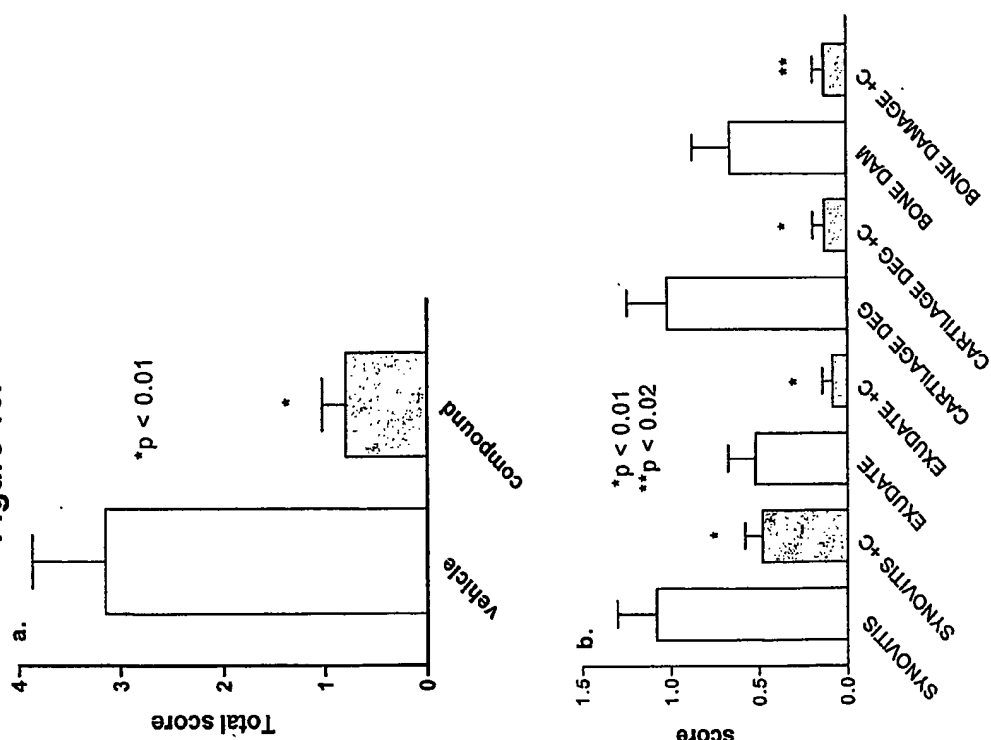 a.
Total score
4
3
2
1
0
*p < 0.01
*
vehicle
compound
b.
score
1.5
1.0
0.5
0.0
*p < 0.01
**p < 0.02
*
*
*
**
SYNOVITIS
SYNOVITIS +C
EXUDATE
EXUDATE +C
CARTILAGE DEG
CARTILAGE DEG +C
BONE DAM
BONE DAMAGE +C